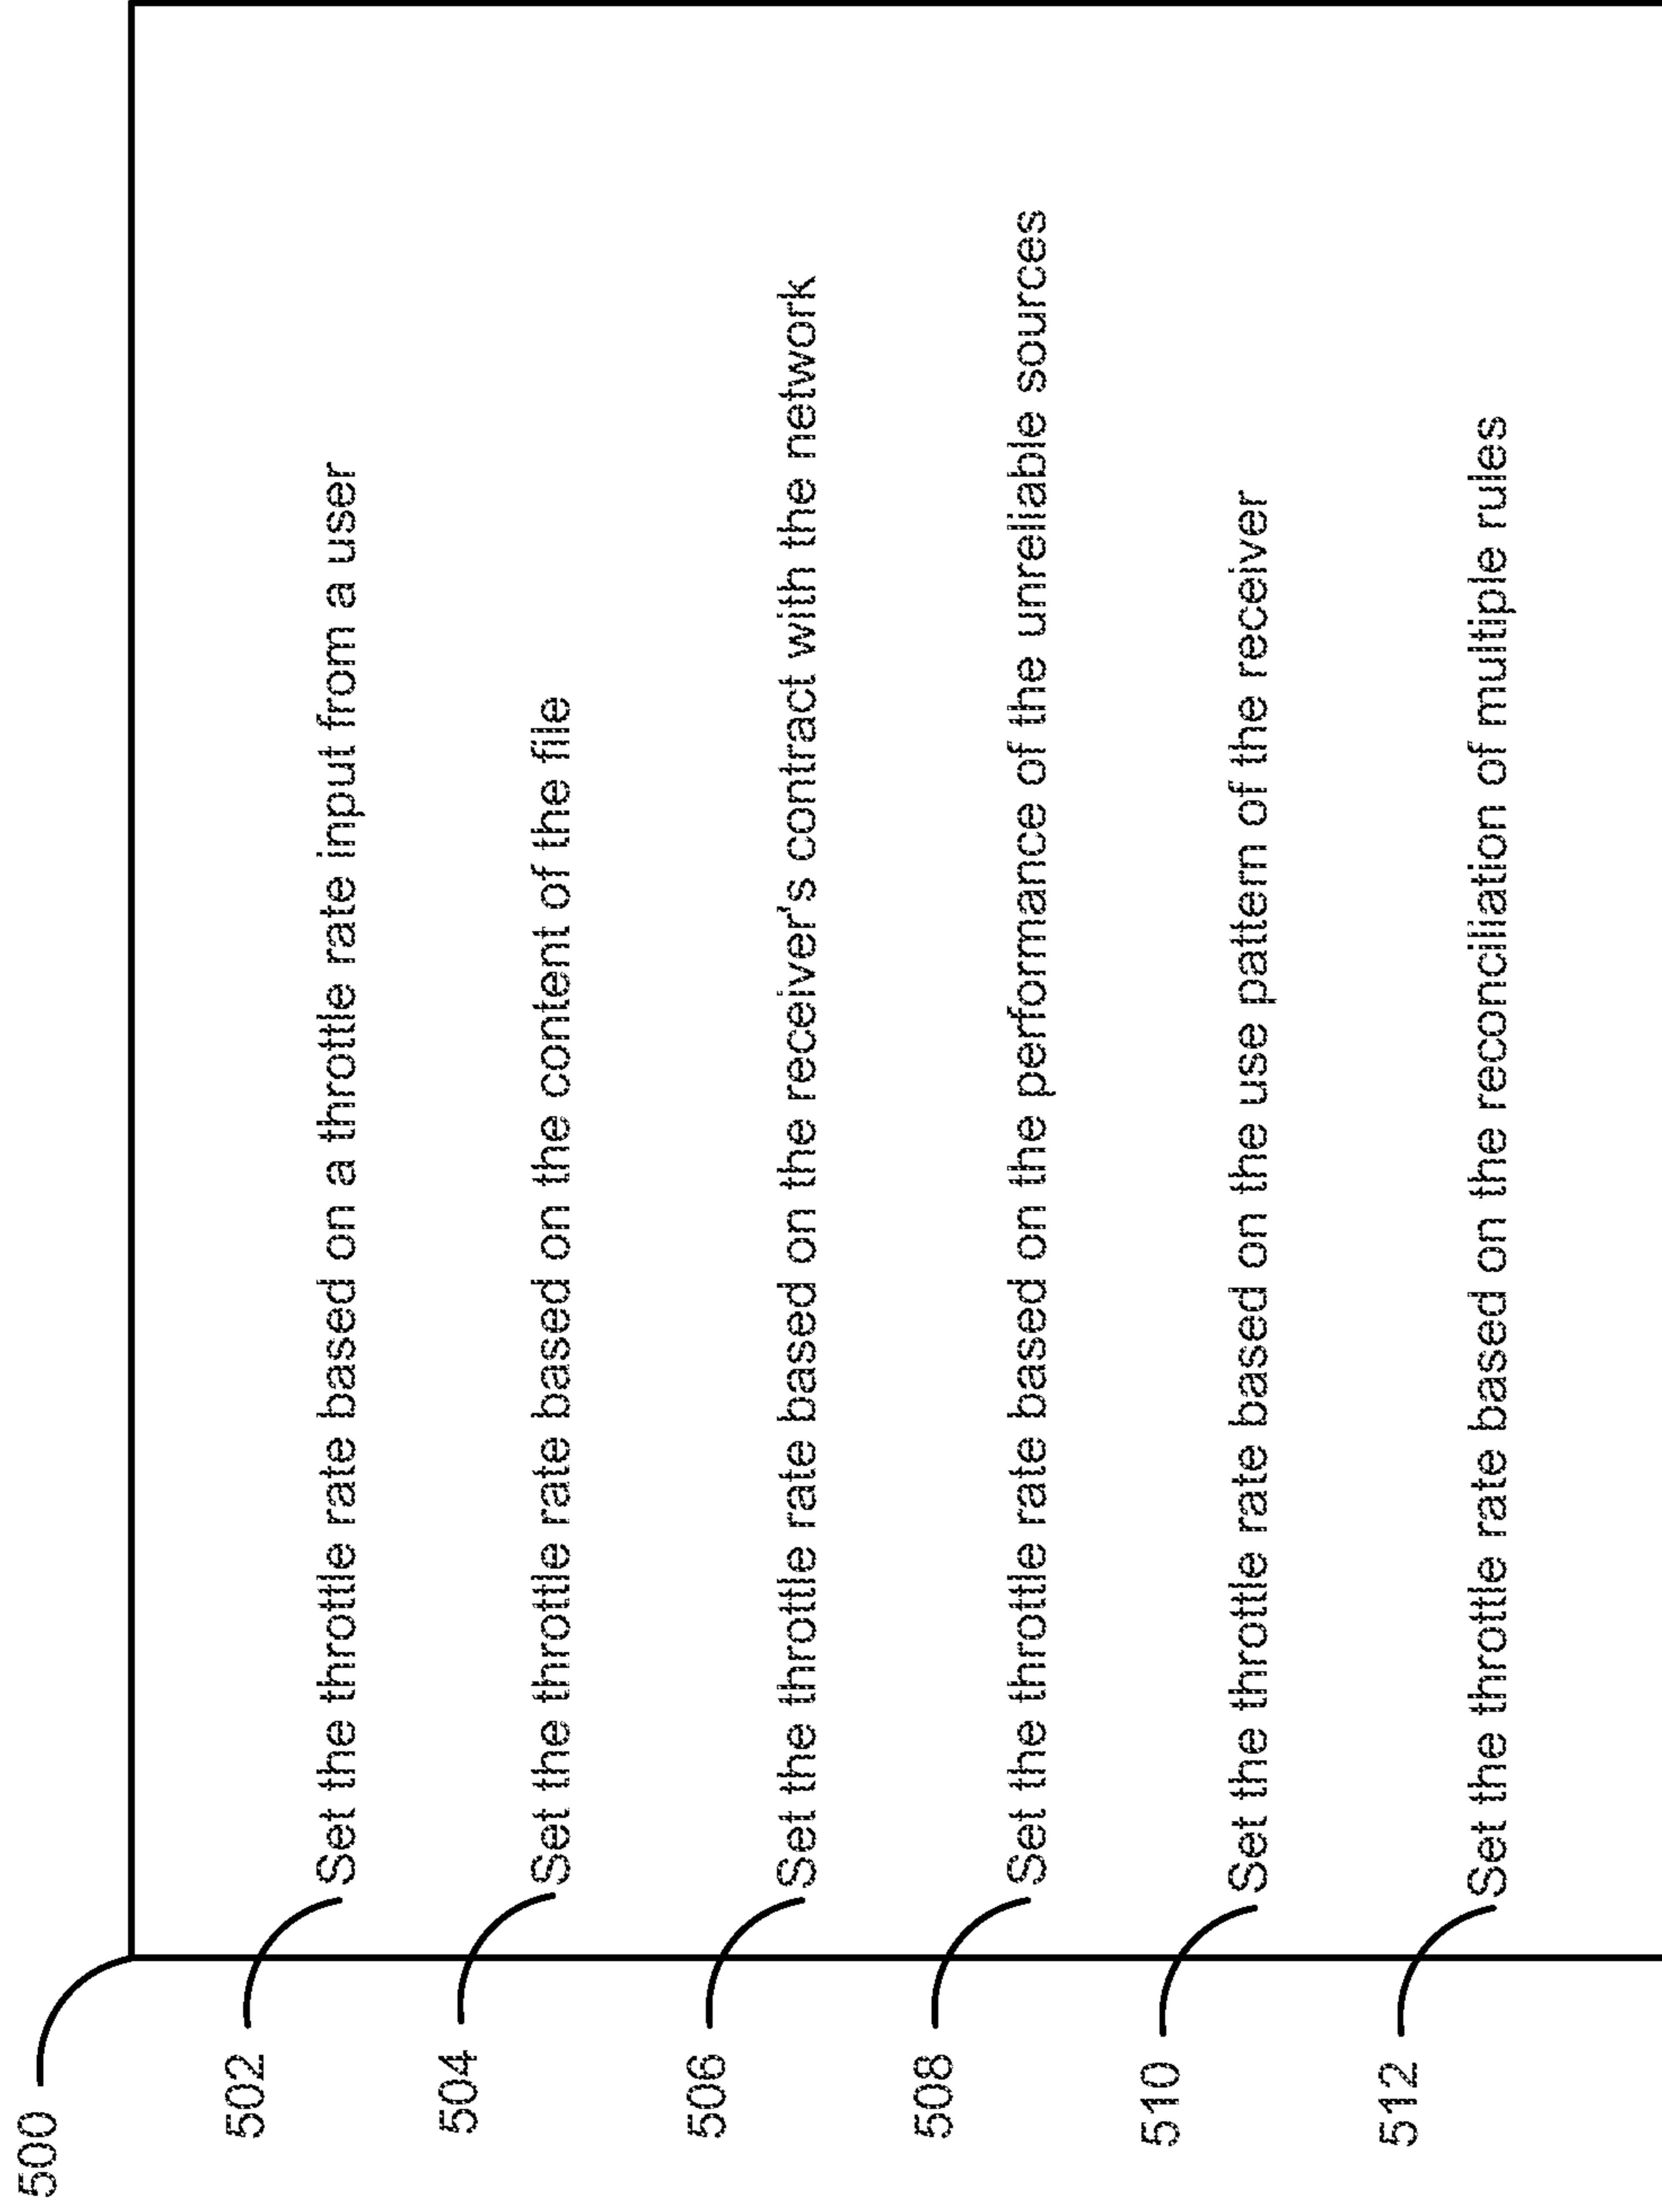 500
502
Set the throttle rate based on a throttle rate input from a user
504
Set the throttle rate based on the content of the file
506
Set the throttle rate based on the receiver's contract with the network
508
Set the throttle rate based on the performance of the unreliable sources
510
Set the throttle rate based on the use pattern of the receiver
512
Set the throttle rate based on the reconciliation of multiple rules